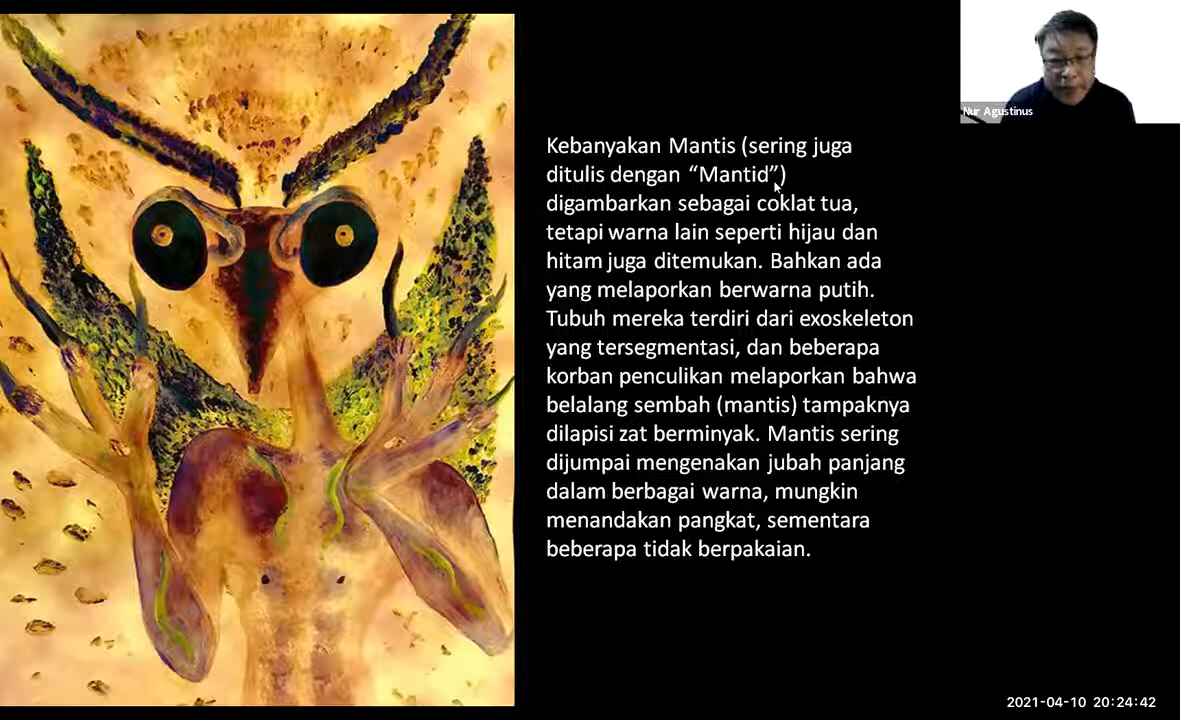 Kebanyakan Mantis (sering juga
ditulis dengan “Mantid”)
digambarkan sebagai coklat tua,
tetapi warna lain seperti hijau dan
hitam juga ditemukan. Bahkan ada
yang melaporkan berwarna putih.
Tubuh mereka terdiri dari exoskeleton
yang tersegmentasi, dan beberapa
korban penculikan melaporkan bahwa
belalang sembah (mantis) tampaknya
dilapisi zat berminyak. Mantis sering
dijumpai mengenakan jubah panjang
dalam berbagai warna, mungkin
menandakan pangkat, sementara
beberapa tidak berpakaian.
Nur Agustinus
2021-04-10 20:24:42